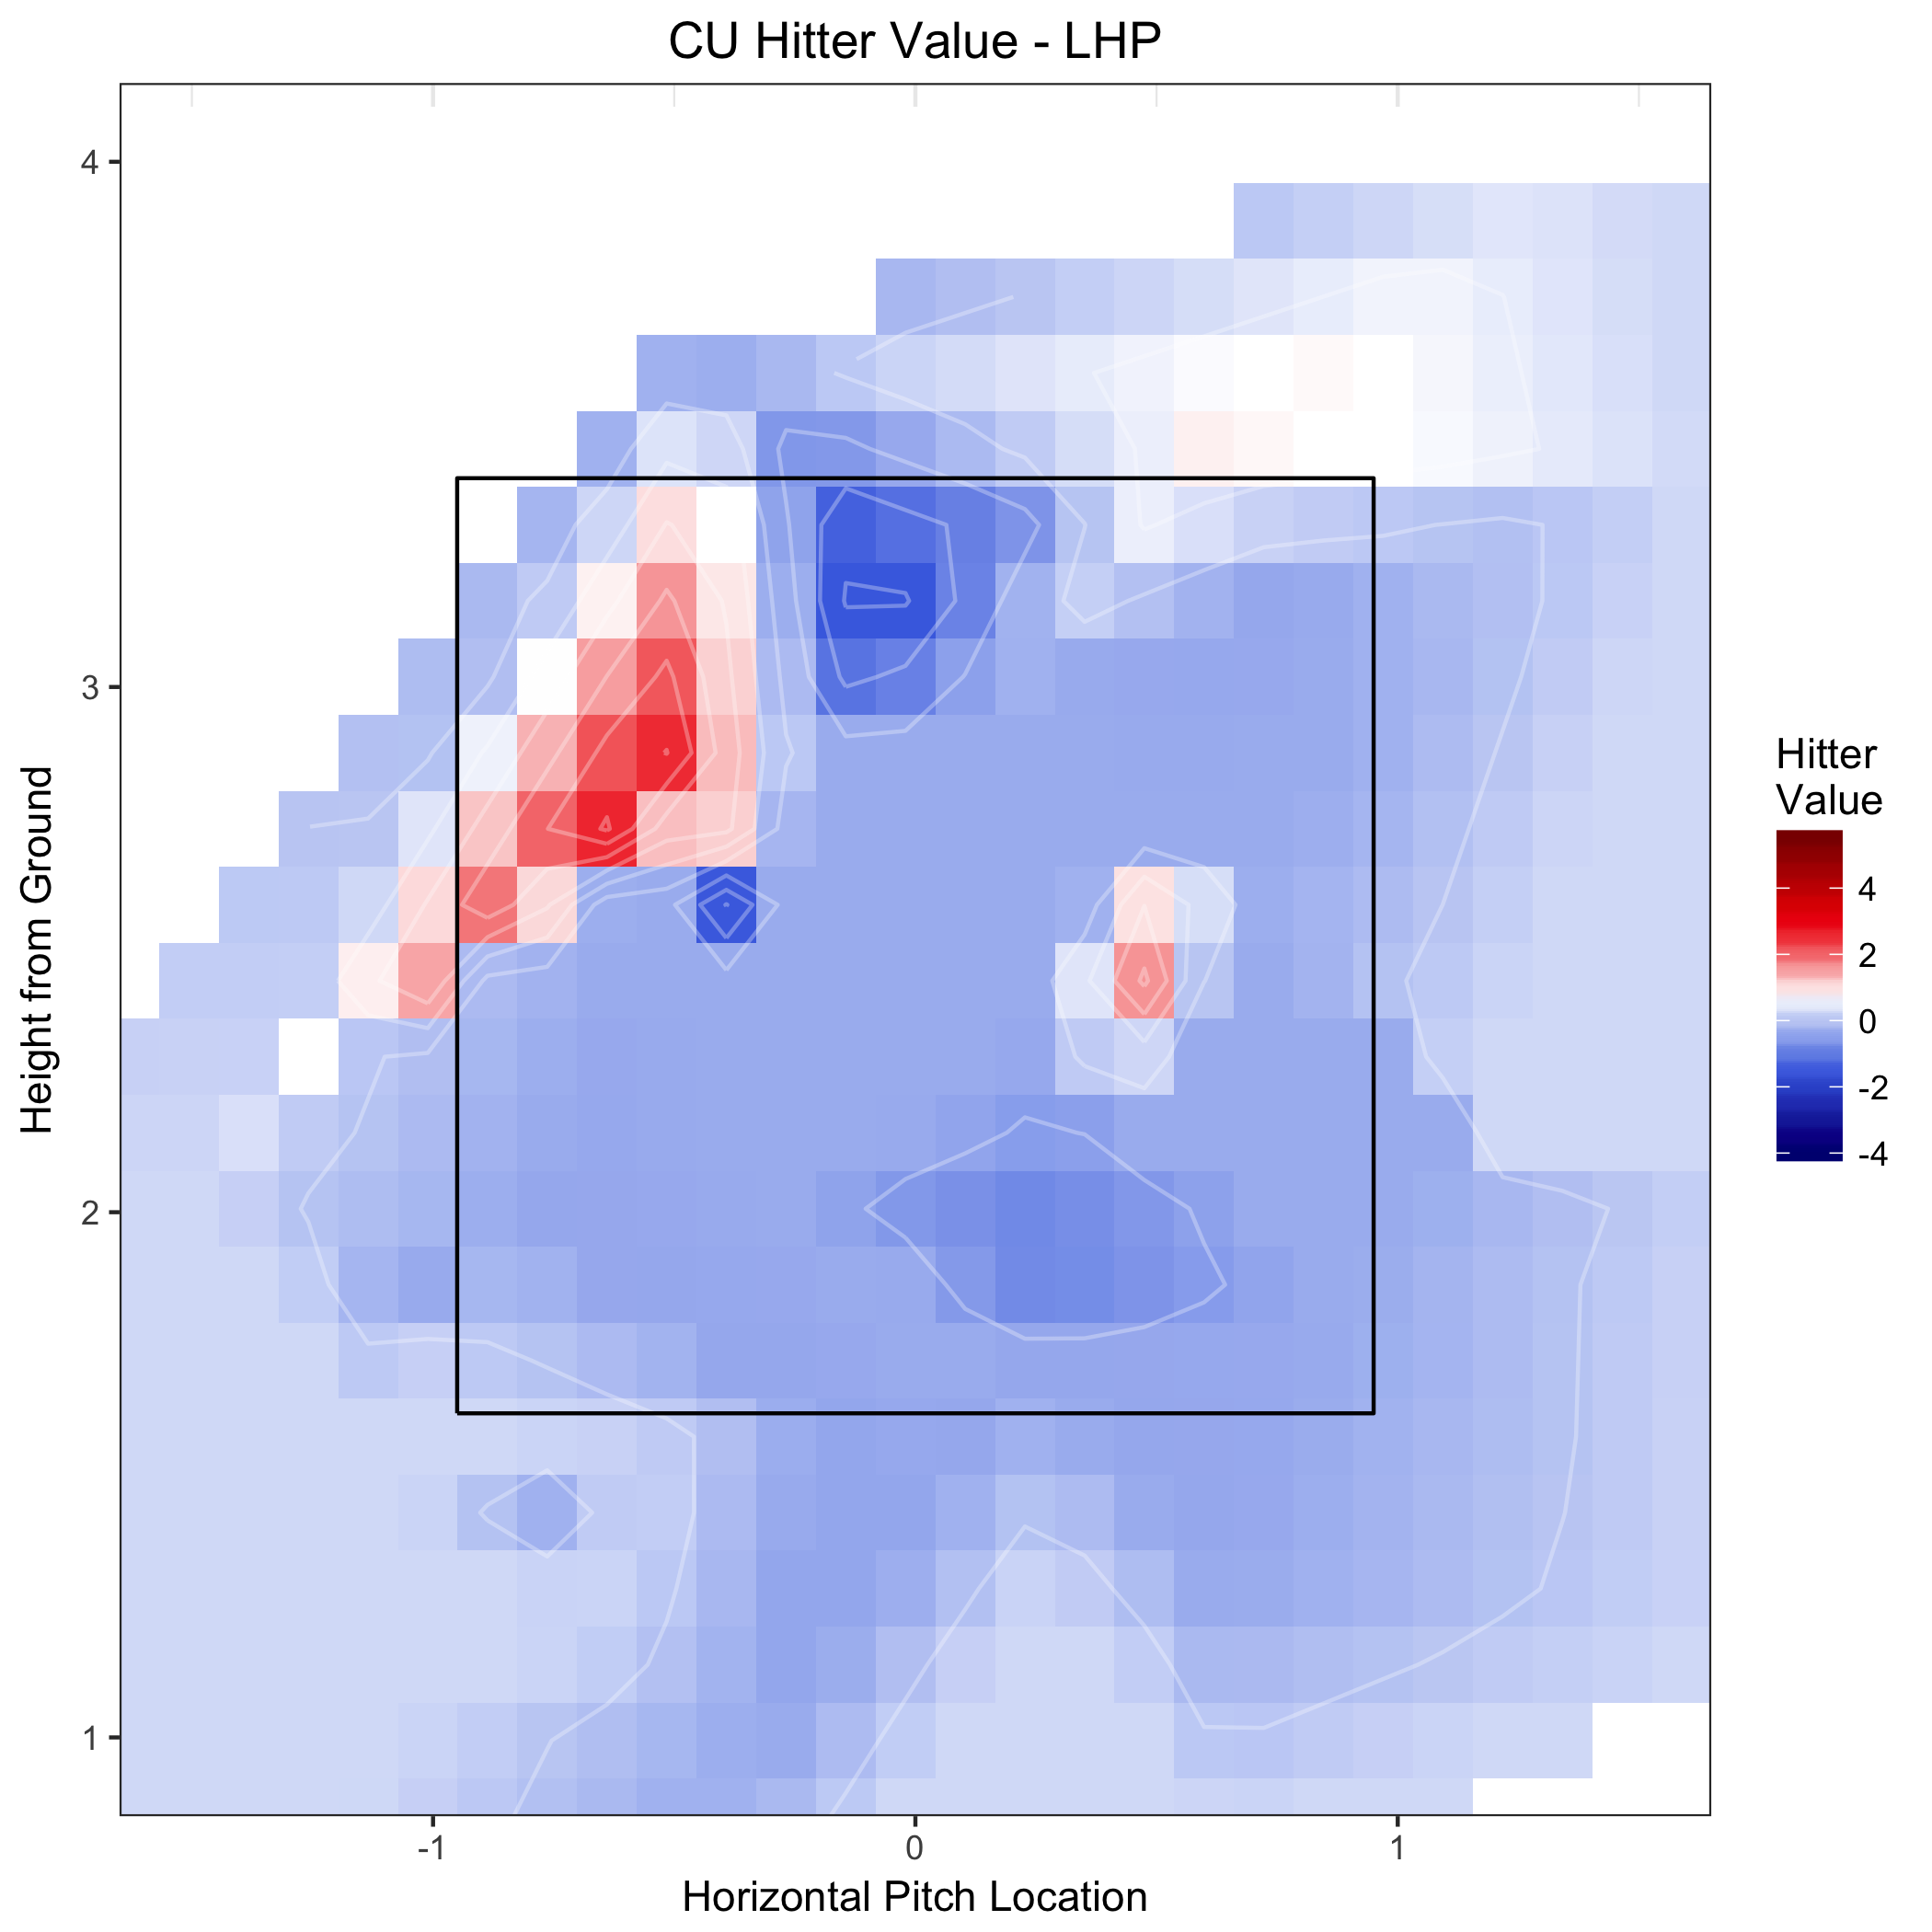 CU Hitter Value - LHP
4
3
2
1
Height from Ground
-1
0
1
Horizontal Pitch Location
Hitter
Value
4
2
0
-2
-4